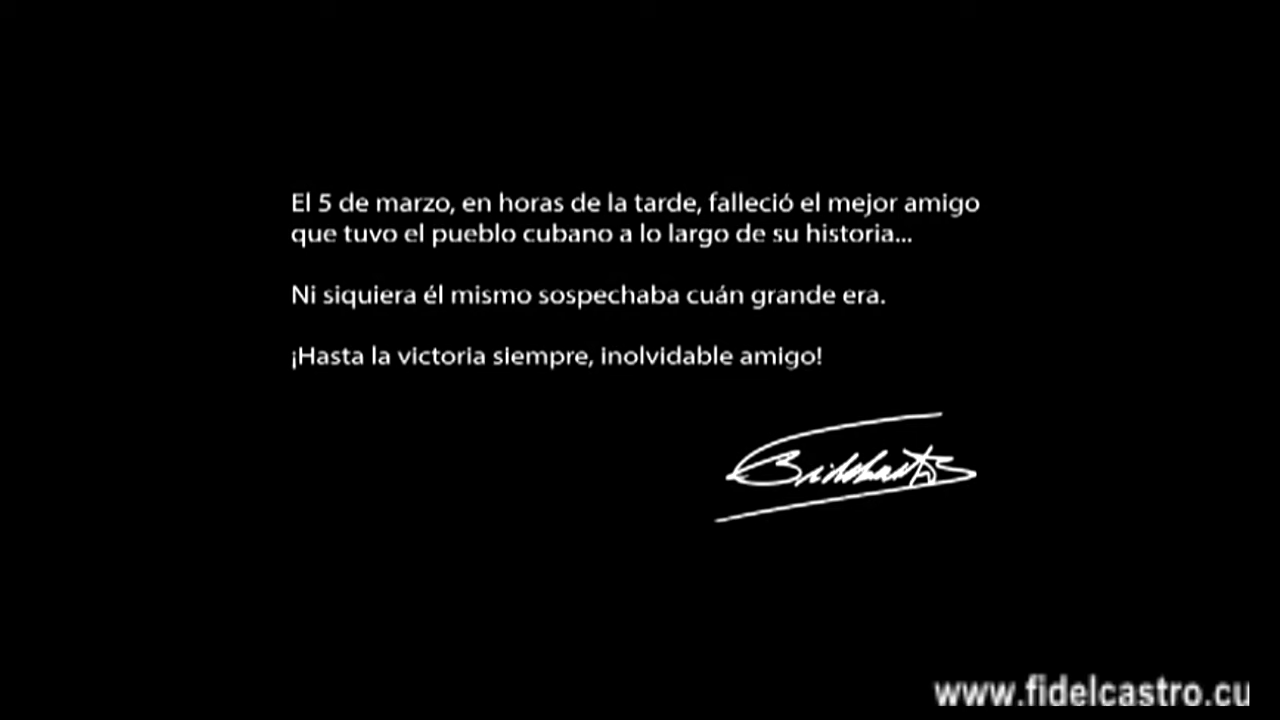 El 5 de marzo, en horas de la tarde, falleció el mejor amigo
que tuvo el pueblo cubano a lo largo de su historia...
Ni siquiera él mismo sospechaba cuán grande era.
¡Hasta la victoria siempre, inolvidable amigo!
www.fidelcastro.cu